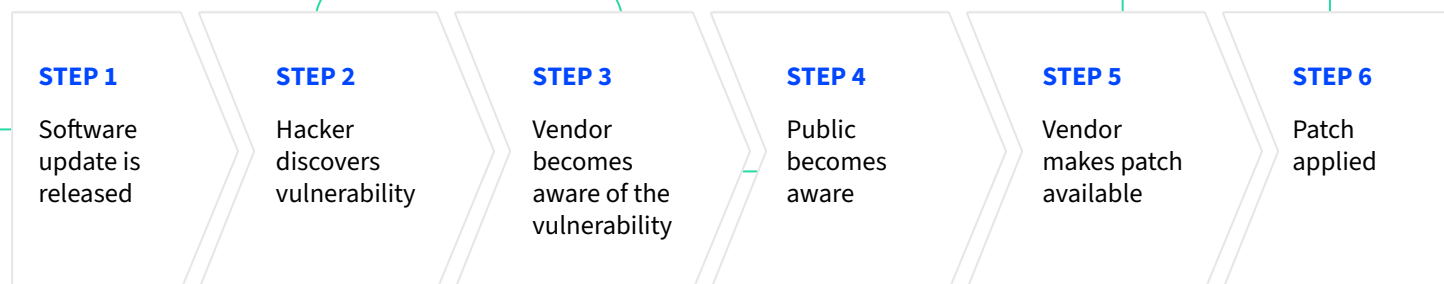 STEP 1
Software
update is
released
STEP 2
Hacker
discovers
vulnerability
STEP 3
Vendor
becomes
aware of the
vulnerability
STEP 4
Public
becomes
aware
STEP 5
Vendor
makes patch
available
STEP 6
Patch
applied